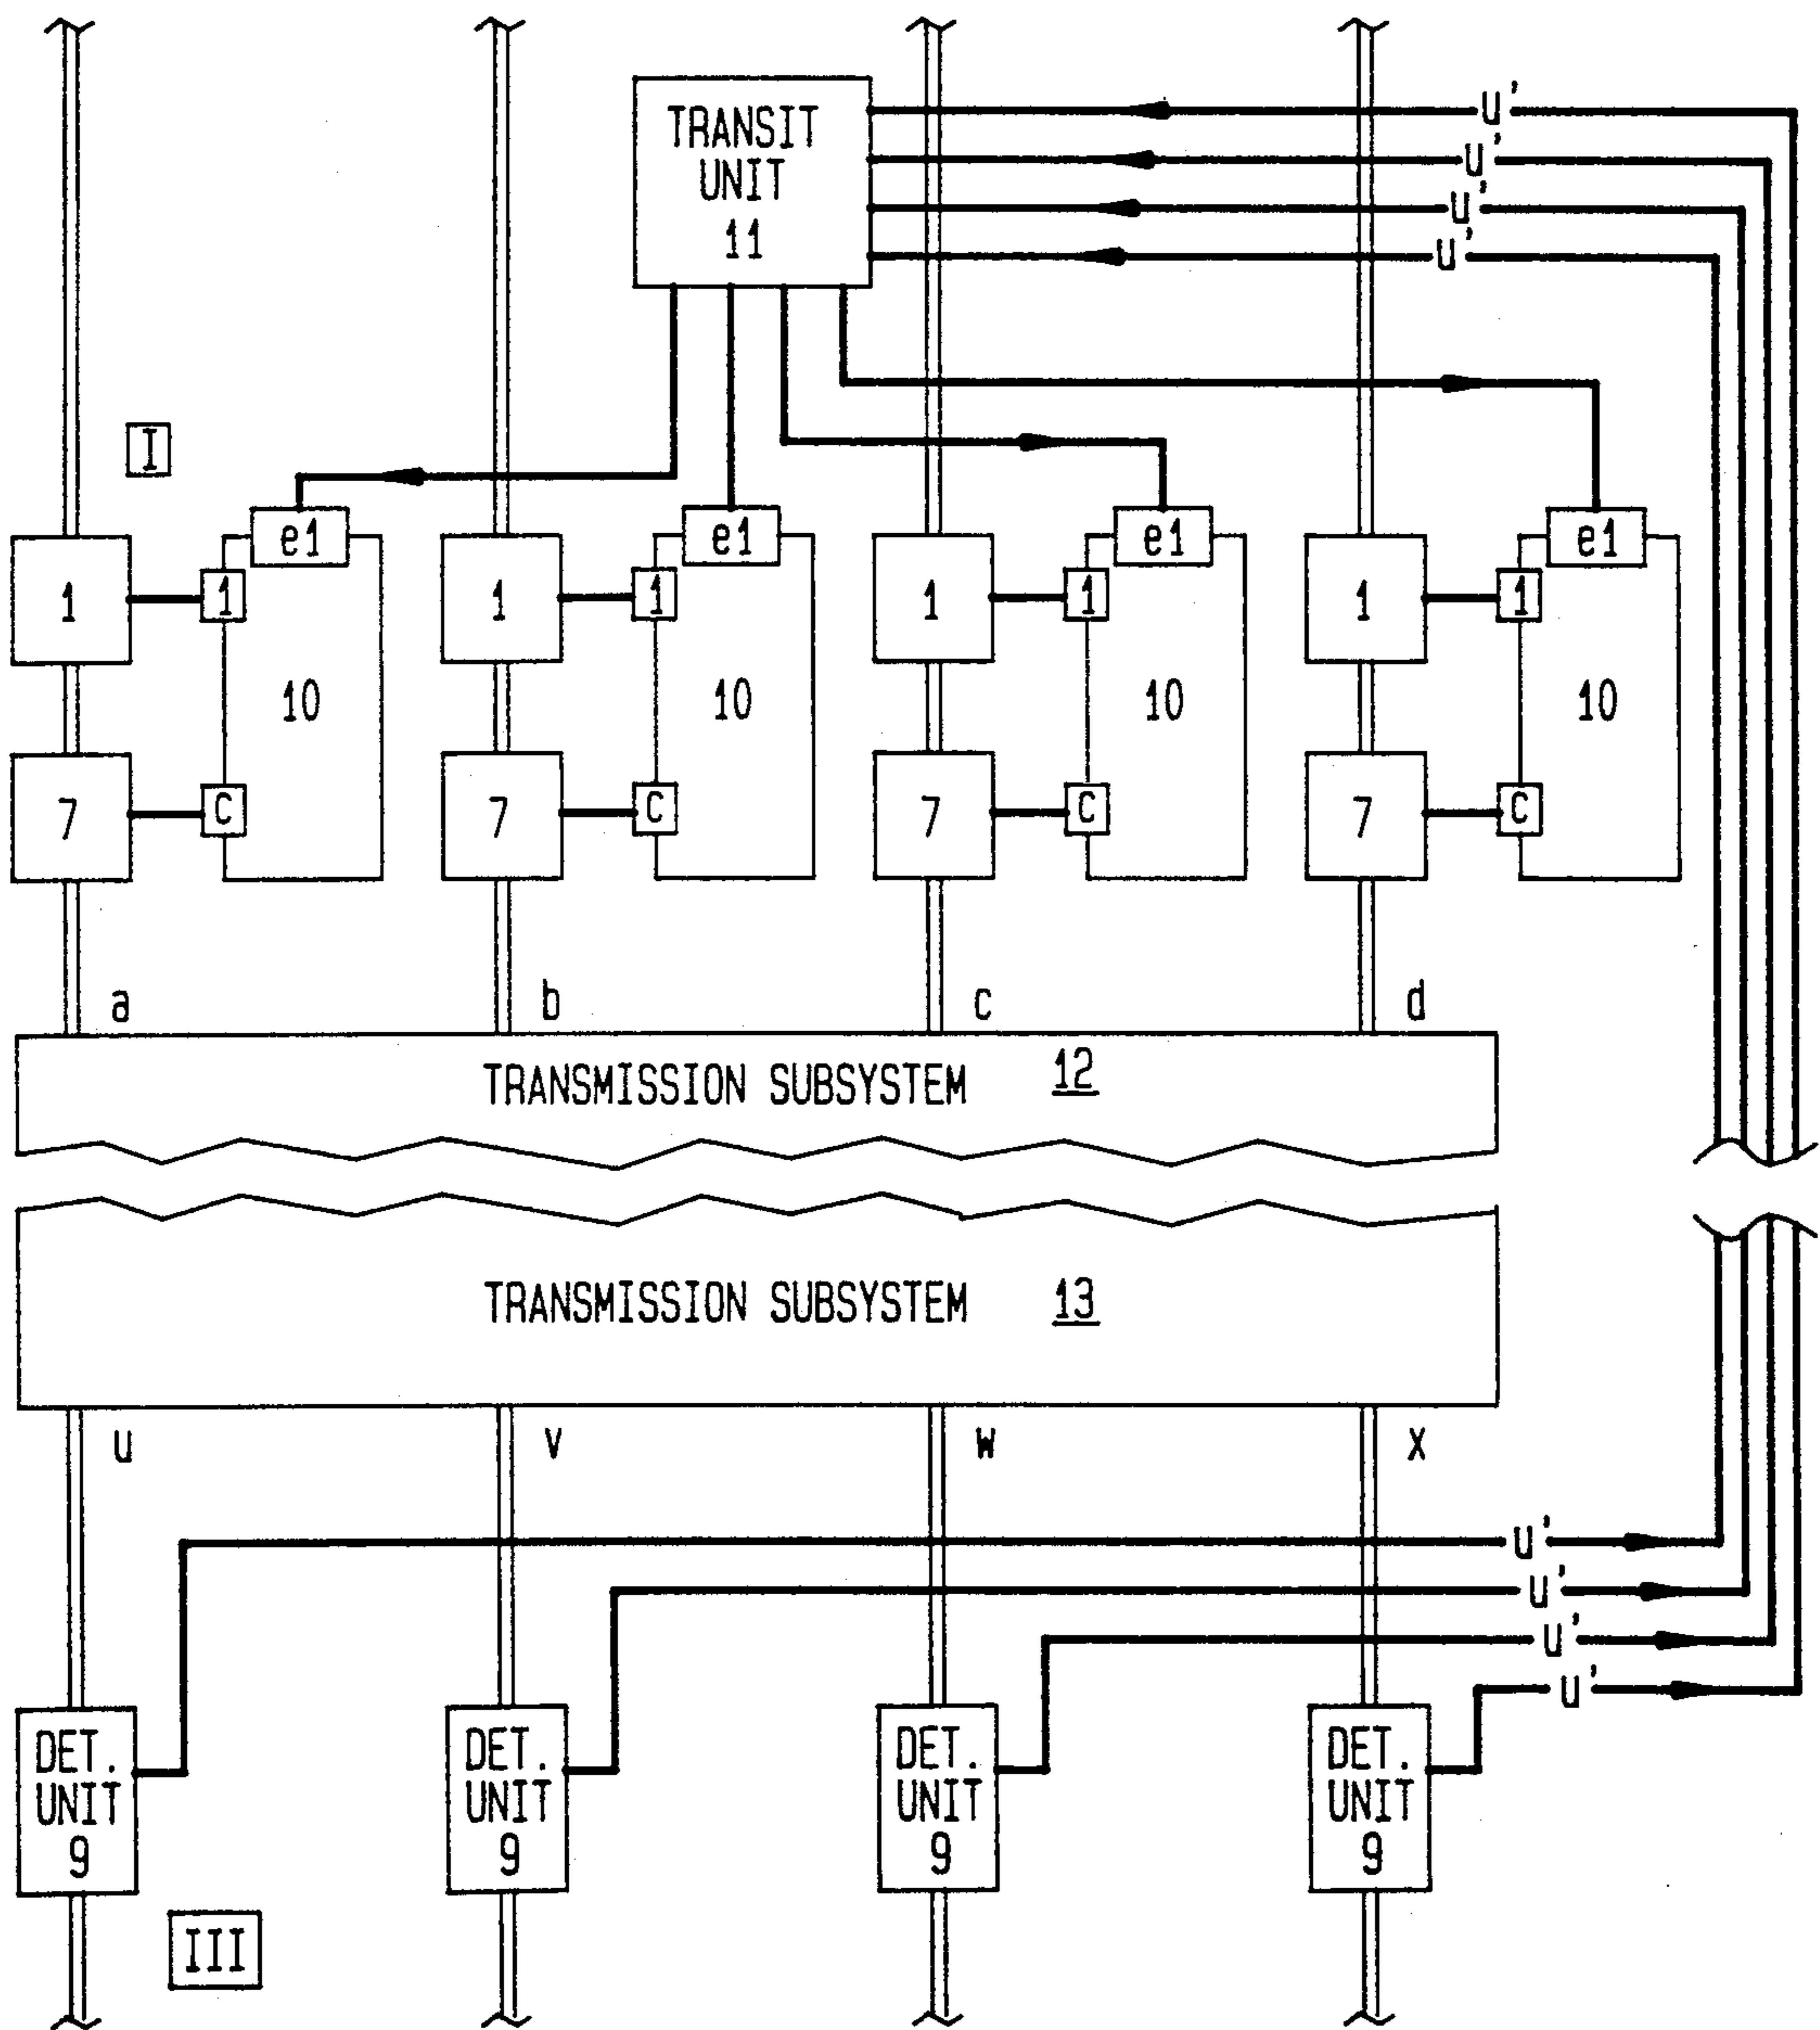 TRANSIT
UNIT
11
U'
U'
U'
U'
I
e1
e1
e1
e1
1
1
1
1
1
1
1
1
10
10
10
10
7
C
7
C
7
C
7
C
a
b
c
d
TRANSMISSION SUBSYSTEM 12
TRANSMISSION SUBSYSTEM 13
u
v
w
x
U'
U'
U'
U'
DET.
UNIT
9
DET.
UNIT
9
DET.
UNIT
9
DET.
UNIT
9
III